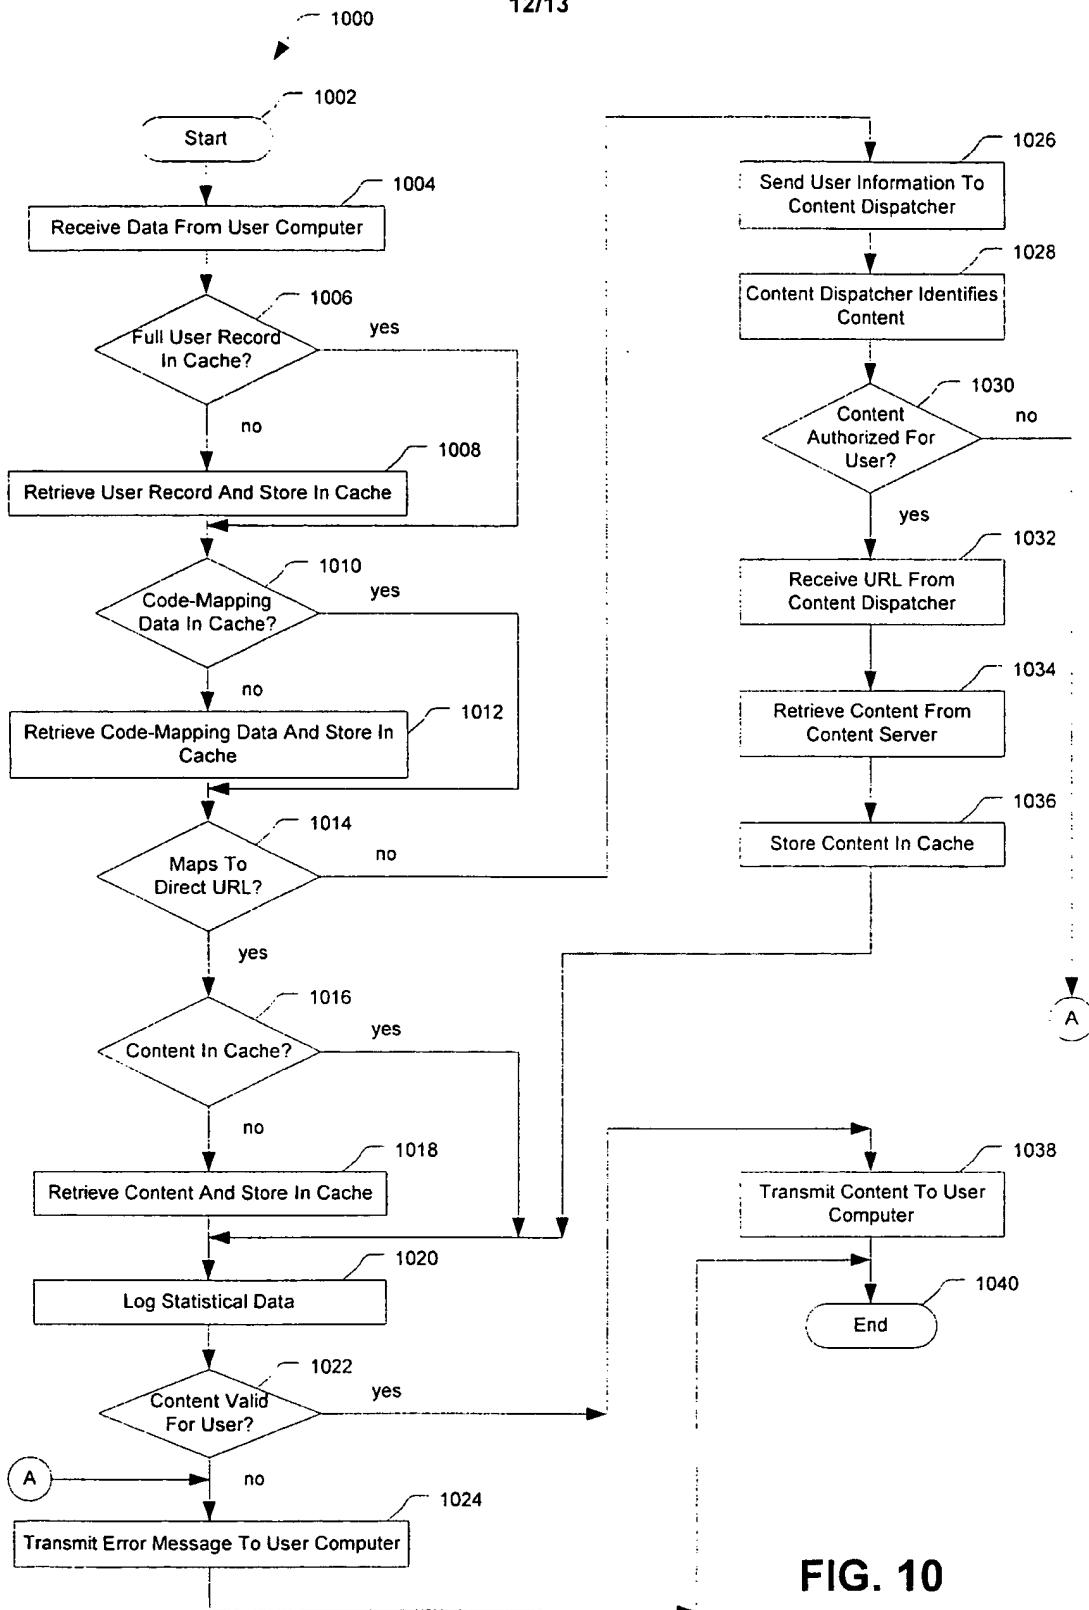 12/13
1000
1002
Start
1004
Receive Data From User Computer
1006
Full User Record
In Cache?
yes
no
1008
Retrieve User Record And Store In Cache
1010
Code-Mapping
Data In Cache?
yes
no
1012
Retrieve Code-Mapping Data And Store In
Cache
1014
Maps To
Direct URL?
no
yes
1016
Content In Cache?
yes
no
1018
Retrieve Content And Store In Cache
1020
Log Statistical Data
1022
Content Valid
For User?
yes
A
no
1024
Transmit Error Message To User Computer
1026
Send User Information To
Content Dispatcher
1028
Content Dispatcher Identifies
Content
1030
Content
Authorized For
User?
no
yes
1032
Receive URL From
Content Dispatcher
1034
Retrieve Content From
Content Server
1036
Store Content In Cache
A
1038
Transmit Content To User
Computer
1040
End
FIG. 10